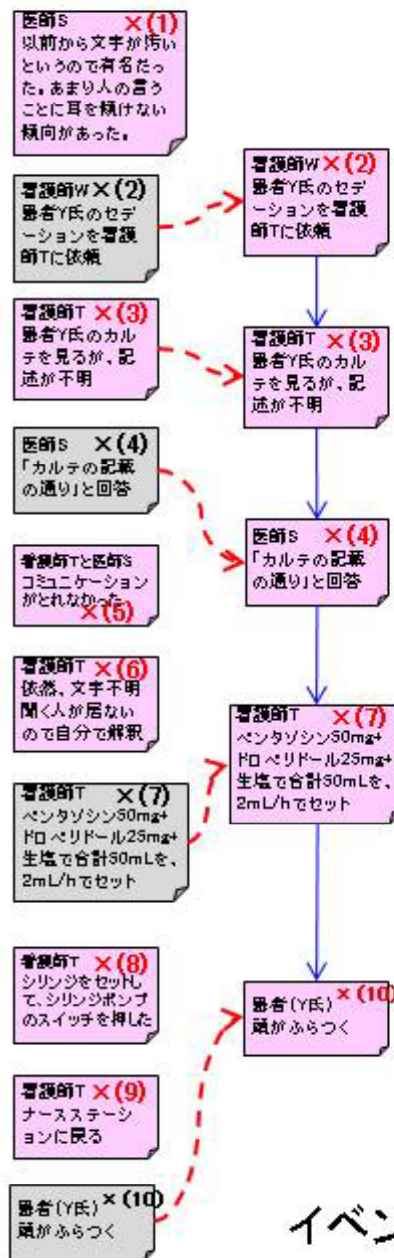 医師S ×(1)
以前から文字が汚い
というので有名だっ
た。あまり人の言う
ことに耳を傾けない
傾向があった。
看護師W×(2)
患者Y氏のセデ
ーションを看護
師Tに依頼
看護師T ×(3)
患者Y氏のカル
テを見るが、記
述が不明
医師S ×(4)
「カルテの記載
の通り」と回答
看護師Tと医師S
コミュニケーション
がとれなかった
×(5)
看護師T ×(6)
依然、文字不明
聞く人が居ない
ので自分で解釈
看護師T ×(7)
ペンタゾシン50mg+
ドロペリドール25mg+
生塩で合計50mLを、
2mL/hでセット
看護師T ×(8)
シリンジをセットし
て、シリンジポンプ
のスイッチを押した
看護師T ×(9)
ナースステーシ
ョンに戻る
患者(Y氏) ×(10)
頭がふらつく
看護師W×(2)
患者Y氏のセデ
ーションを看護
師Tに依頼
看護師T ×(3)
患者Y氏のカル
テを見るが、記
述が不明
医師S ×(4)
「カルテの記載
の通り」と回答
看護師T ×(7)
ペンタゾシン50mg+
ドロペリドール25mg+
生塩で合計50mLを、
2mL/hでセット
患者(Y氏) ×(10)
頭がふらつく
イベン